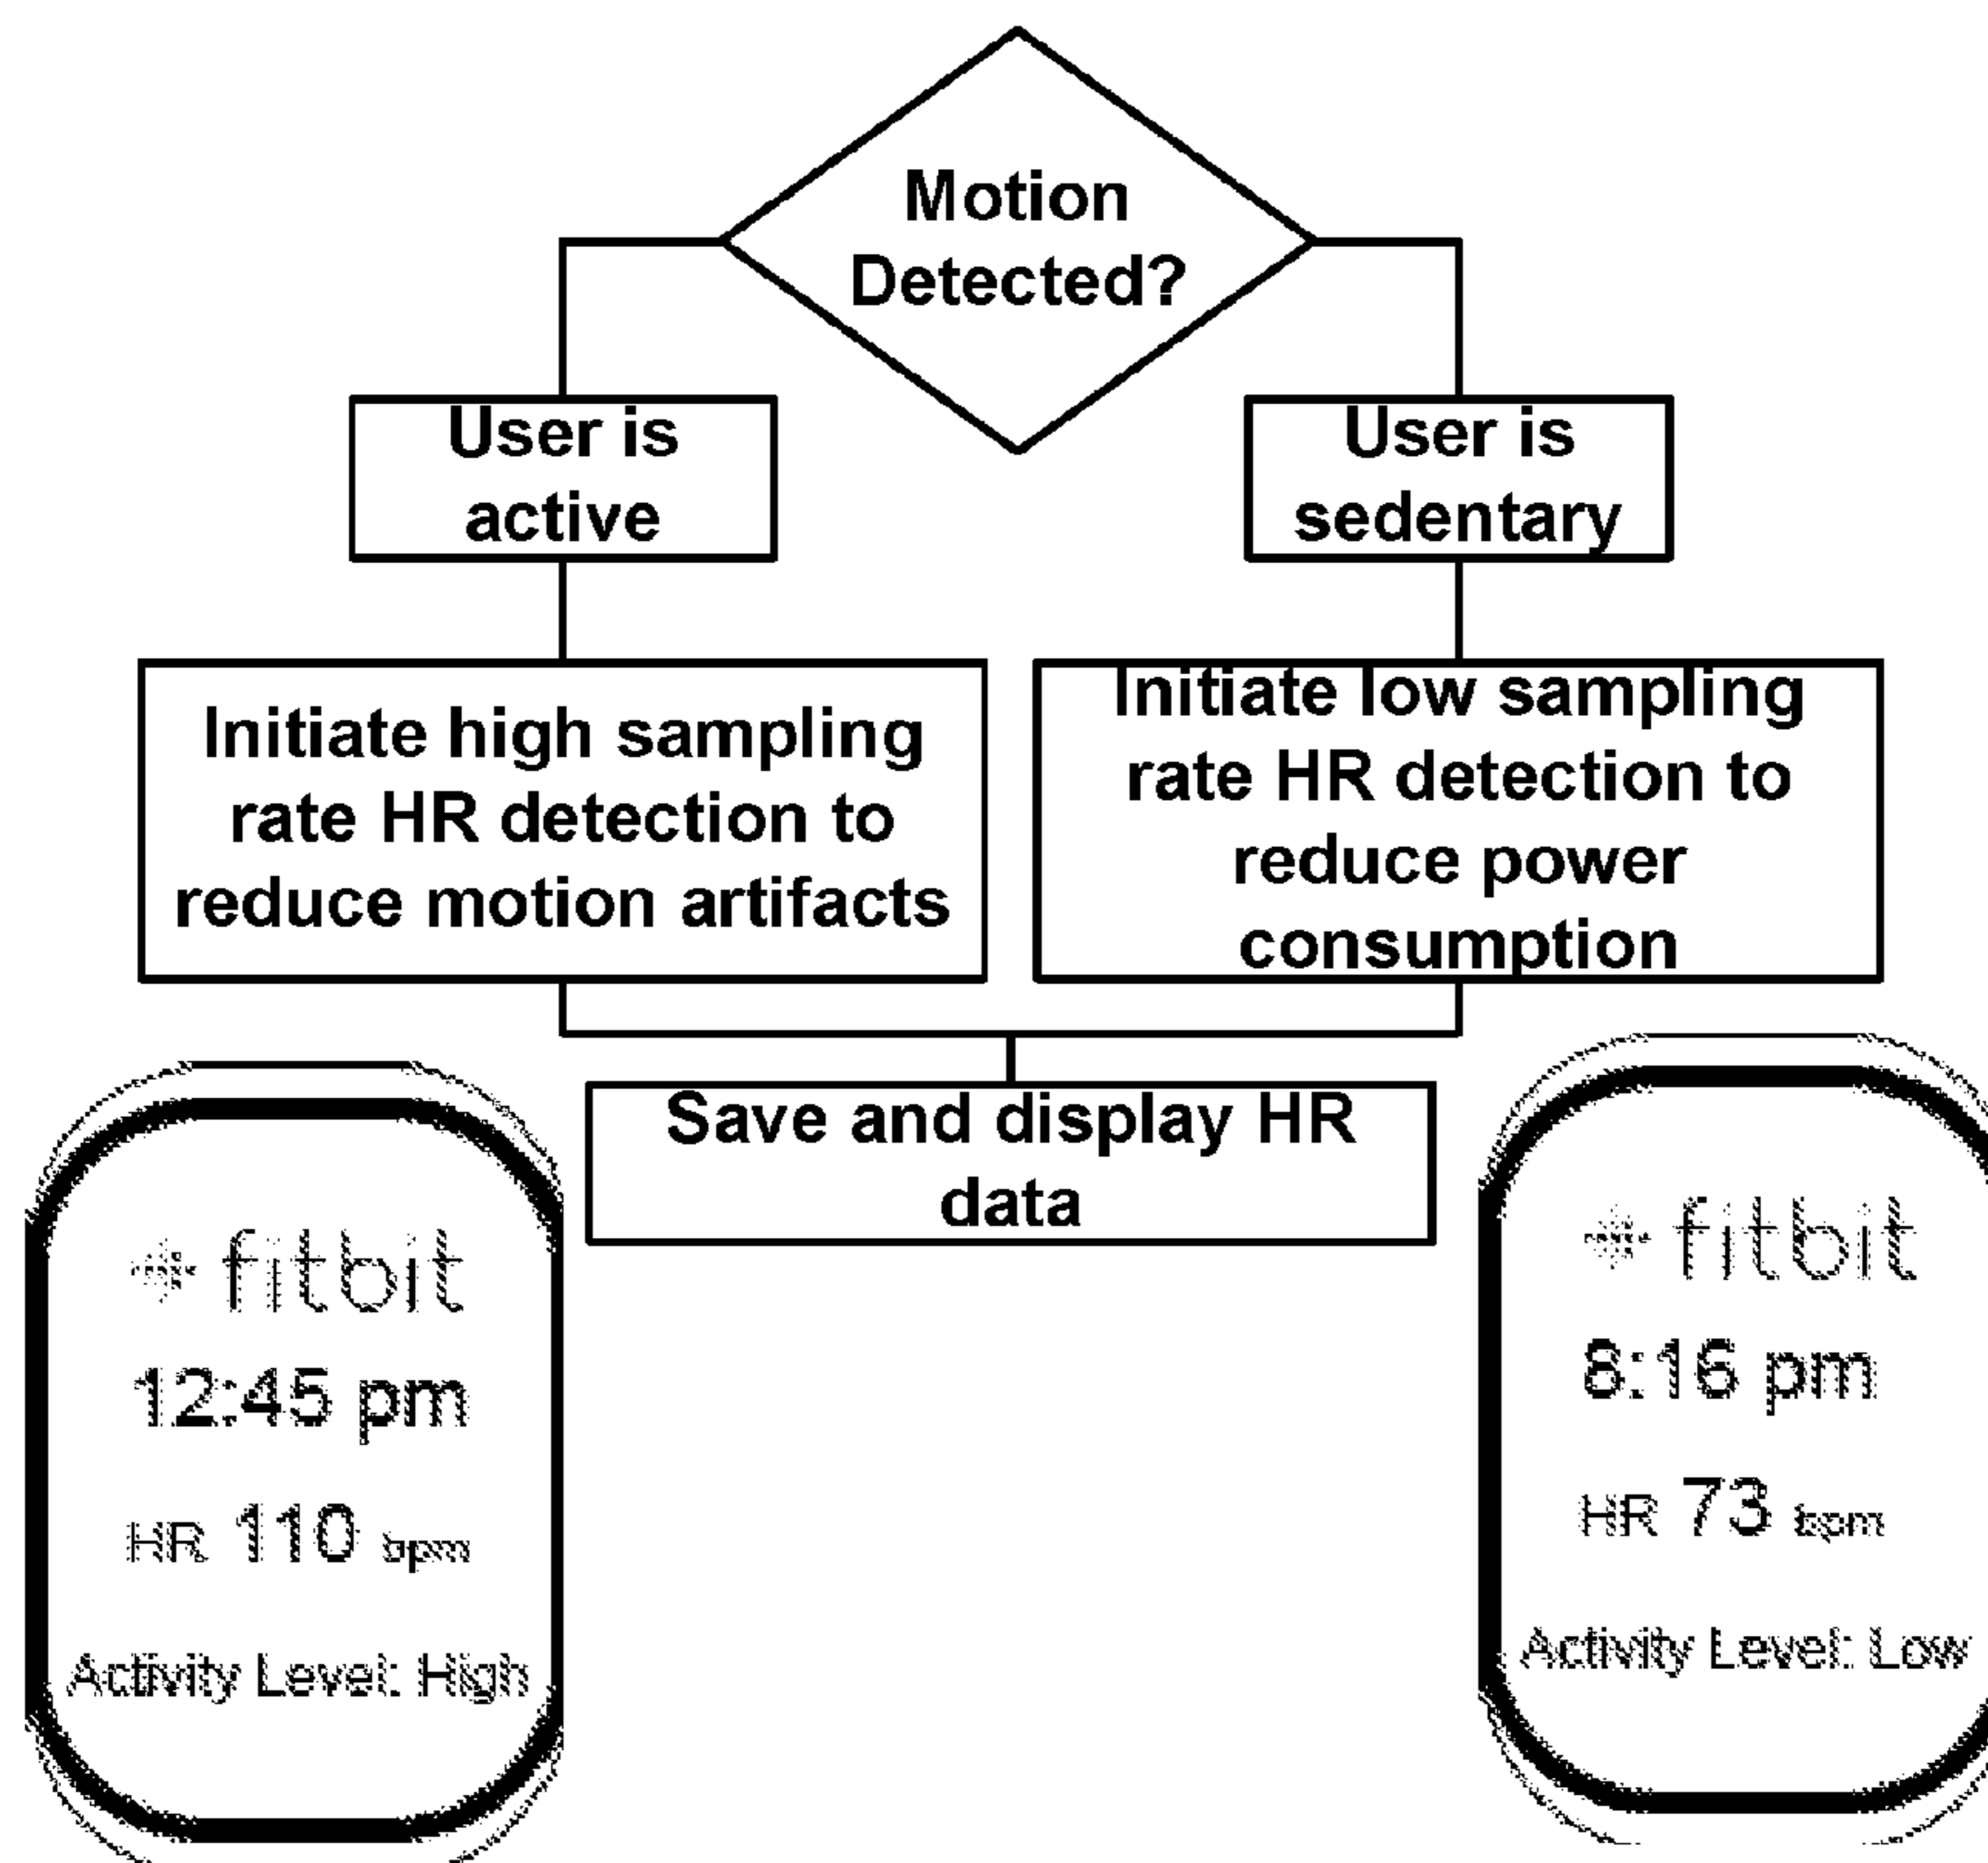 Motion
Detected?
User is
active
User is
sedentary
Initiate high sampling
rate HR detection to
reduce motion artifacts
Initiate low sampling
rate HR detection to
reduce power
consumption
Save and display HR
data
fitbit
12:45 pm
HR 110 bpm
Activity Level: High
fitbit
pm
HR 73 bpm
Activity Level: Low